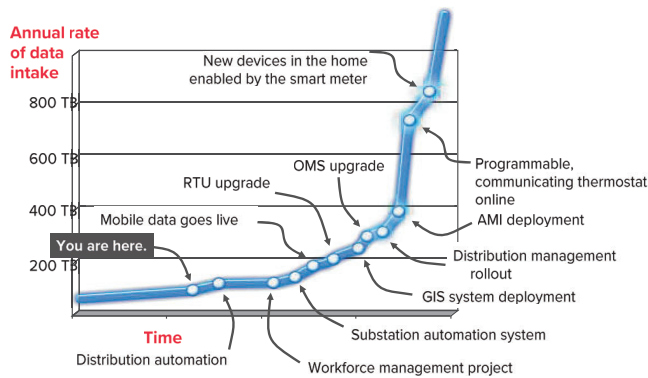 Annual rate
of data
intake
New devices in the home
enabled by the smart meter
800 TB
600 TB
OMS upgrade
Programmable,
communicating thermostat
online
RTU upgrade
400 TB
Mobile data goes live
AMI deployment
You are here.
200 TB
Distribution management
rollout
GIS system deployment
Time
Substation automation system
Distribution automation
Workforce management project